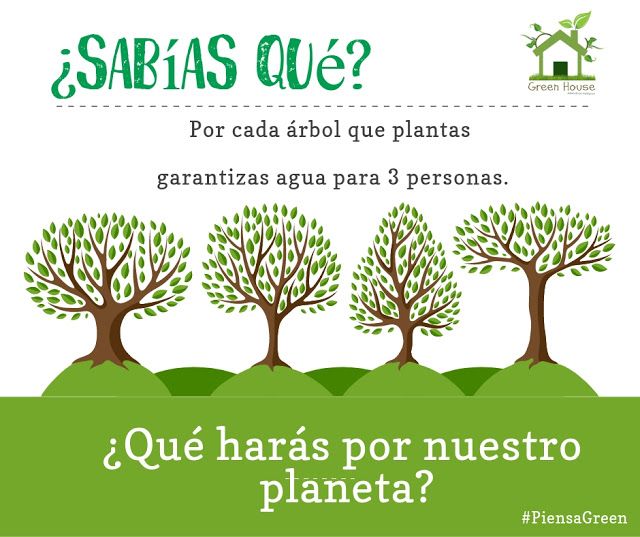 ¿SABÍAS QUÉ?
Green House
Por cada árbol que plantas
garantizas agua para 3 personas.
¿Qué harás por nuestro
planeta?
#PiensaGreen